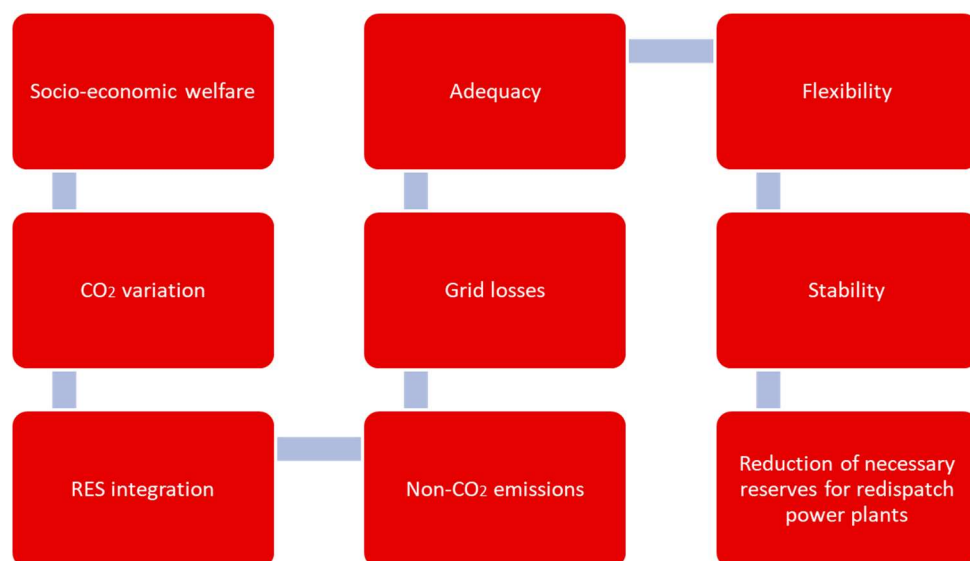 Socio-economic welfare
CO₂ variation
RES integration
Non-CO₂ emissions
Grid losses
Adequacy
Flexibility
Stability
Reduction of necessary
reserves for redispatch
power plants